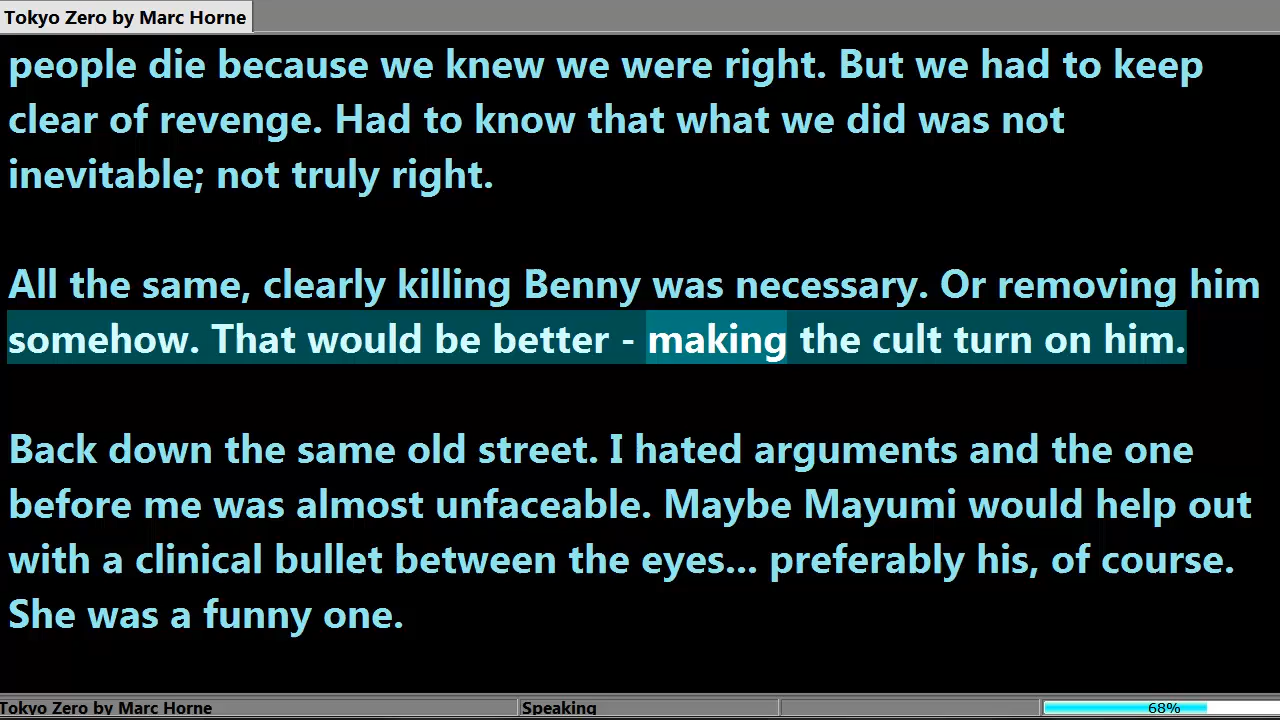 Tokyo Zero by Marc Horne
people die because we knew we were right. But we had to keep
clear of revenge. Had to know that what we did was not
inevitable; not truly right.
All the same, clearly killing Benny was necessary. Or removing him
somehow. That would be better - making the cult turn on him.
Back down the same old street. I hated arguments and the one
before me was almost unfaceable. Maybe Mayumi would help out
with a clinical bullet between the eyes... preferably his, of course.
She was a funny one.
Tokyo Zero by Marc Horne Speaking 68%